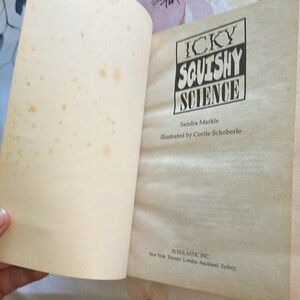 ICKY
SQUISHY
SCIENCE
Sandra Markle
Illustrated by Cecile Schoberle
SCHOLASTIC INC.
New York Toronto London Auckland Sydney